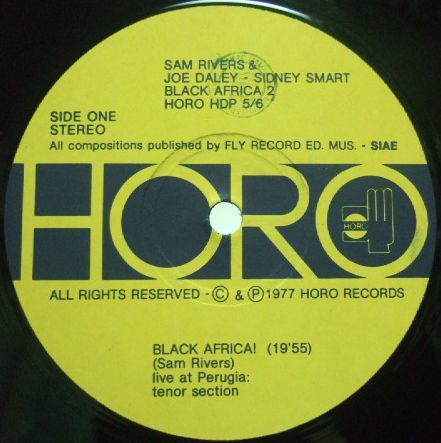 SAM RIVERS &
JOE DALEY - SIDNEY SMART
BLACK AFRICA 2
HORO HDP 5/6
SIDE ONE
STEREO
All compositions published by FLY RECORD ED. MUS. - SIAE
HORO
HORO
ALL RIGHTS RESERVED - © & ℗ 1977 HORO RECORDS
BLACK AFRICA! (19'55)
(Sam Rivers)
live at Perugia:
tenor section